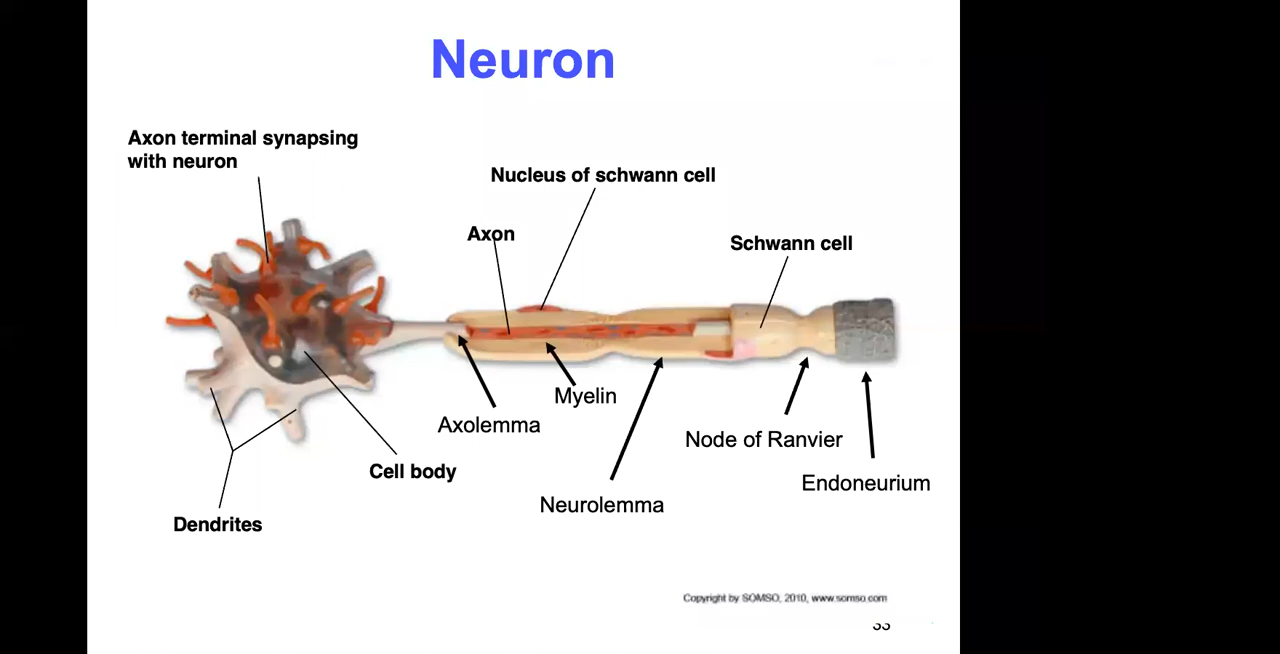 Neuron
Axon terminal synapsing
with neuron
Nucleus of schwann cell
Axon
Schwann cell
Myelin
Axolemma
Node of Ranvier
Cell body
Endoneurium
Neurolemma
Dendrites
Copyright by SOMSO, 2010, www.somso.com
33